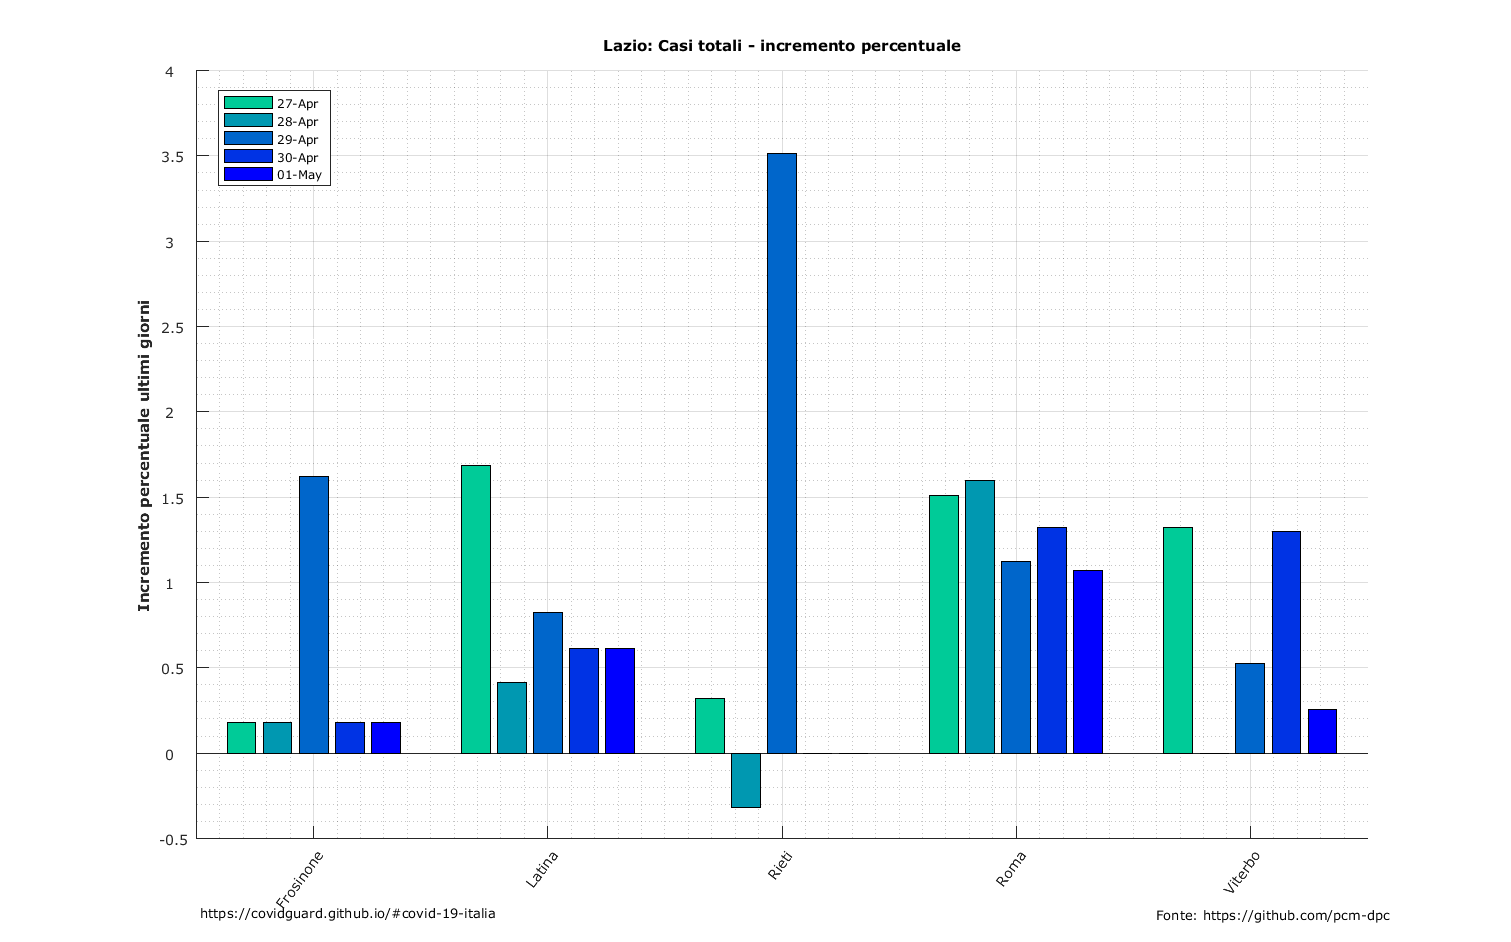 Lazio: Casi totali - incremento percentuale
27-Apr
28-Apr
29-Apr
30-Apr
01-May
Incremento percentuale ultimi giorni
4
3.5
3
2.5
2
1.5
1
0.5
0
-0.5
Frosinone
Latina
Rieti
Roma
Viterbo
https://covidguard.github.io/#covid-19-italia
Fonte: https://github.com/pcm-dpc